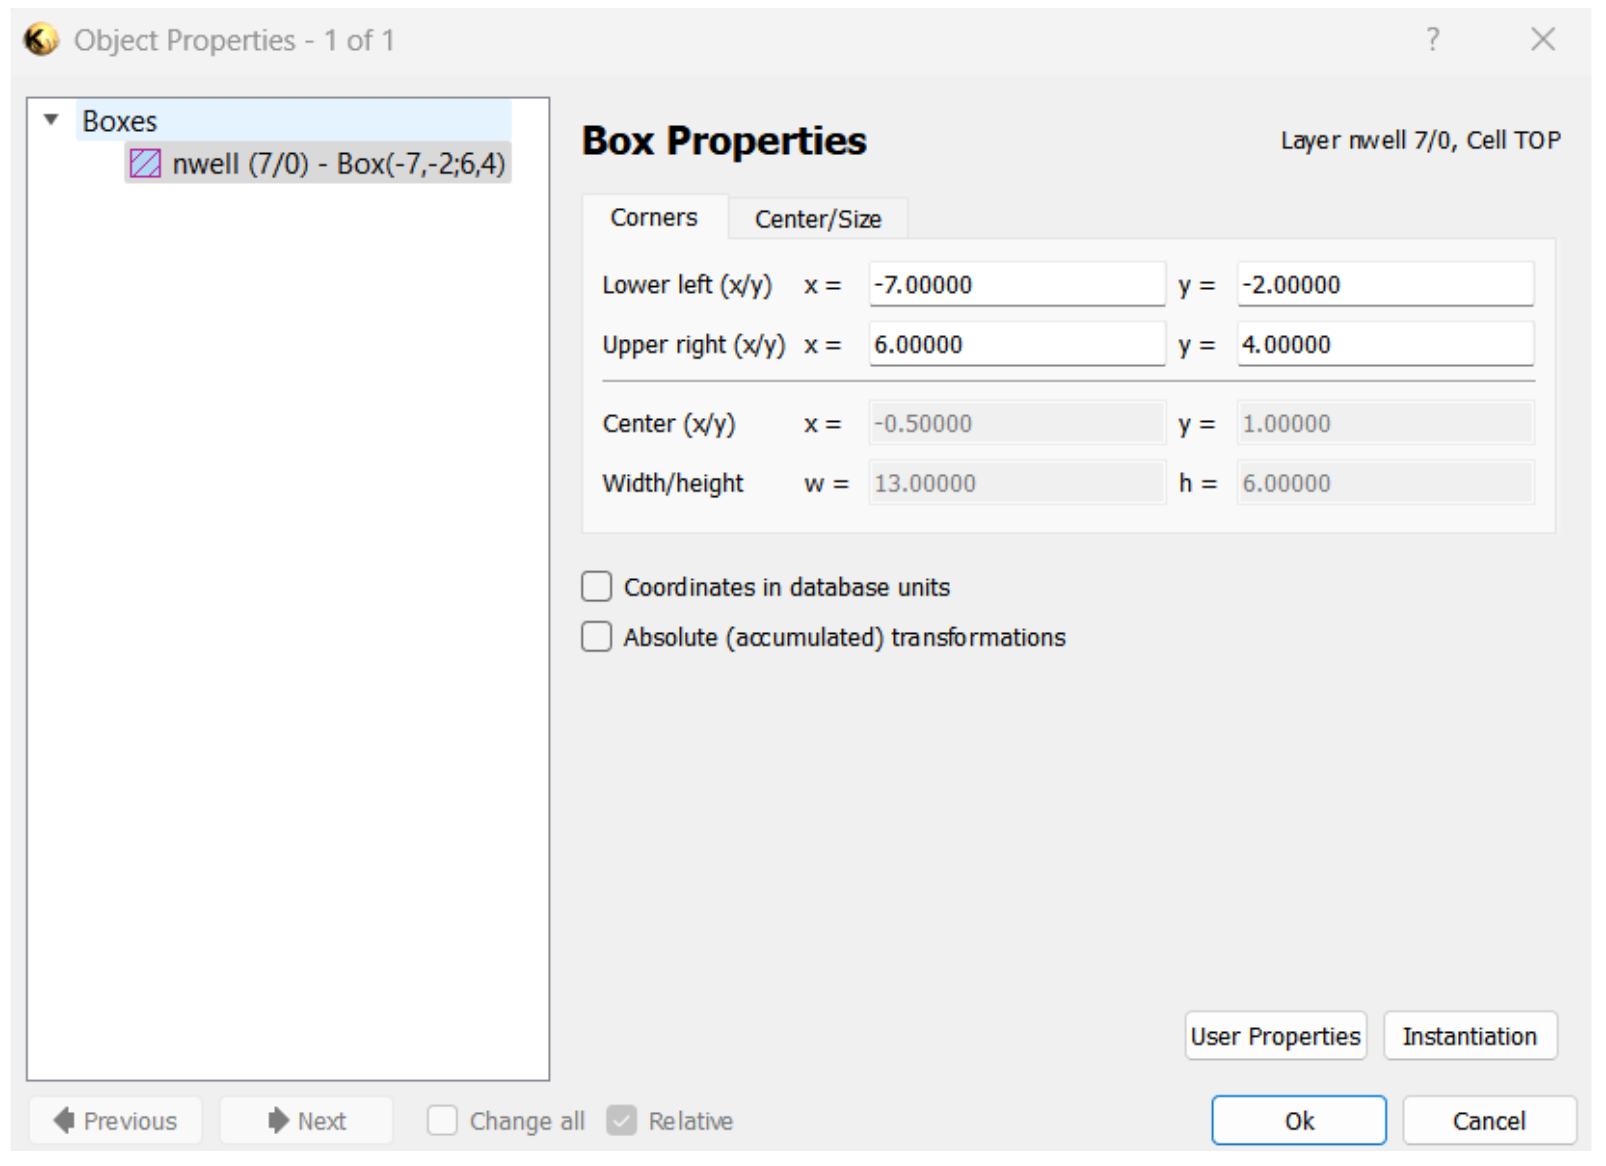 Object Properties - 1 of 1 ?
Boxes
nwell (7/0) - Box(-7,-2;6,4)
Box Properties Layer nwell 7/0, Cell TOP
Corners Center/Size
Lower left (x/y) x = -7.00000 y = -2.00000
Upper right (x/y) x = 6.00000 y = 4.00000
Center (x/y) x = -0.50000 y = 1.00000
Width/height w = 13.00000 h = 6.00000
Coordinates in database units
Absolute (accumulated) transformations
User Properties Instantiation
Previous Next Change all Relative Ok Cancel